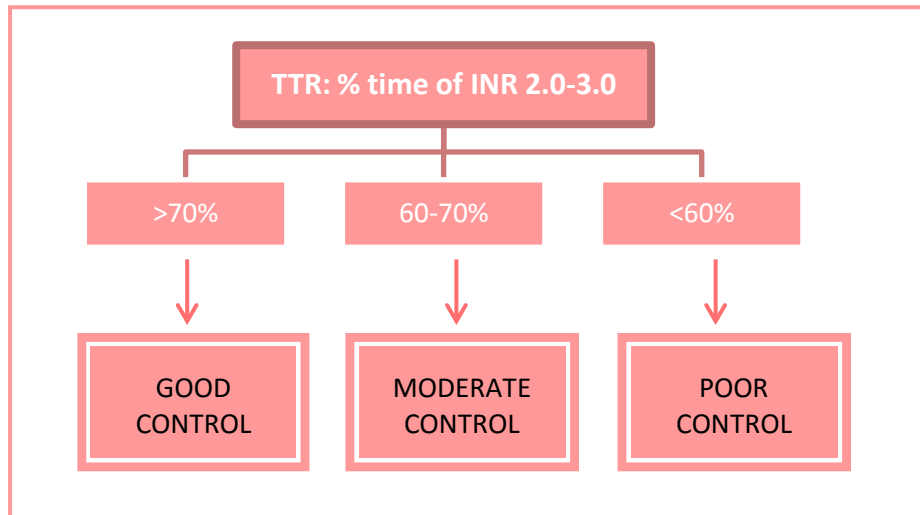 TTR: % time of INR 2.0-3.0
>70%
60-70%
<60%
GOOD
CONTROL
MODERATE
CONTROL
POOR
CONTROL